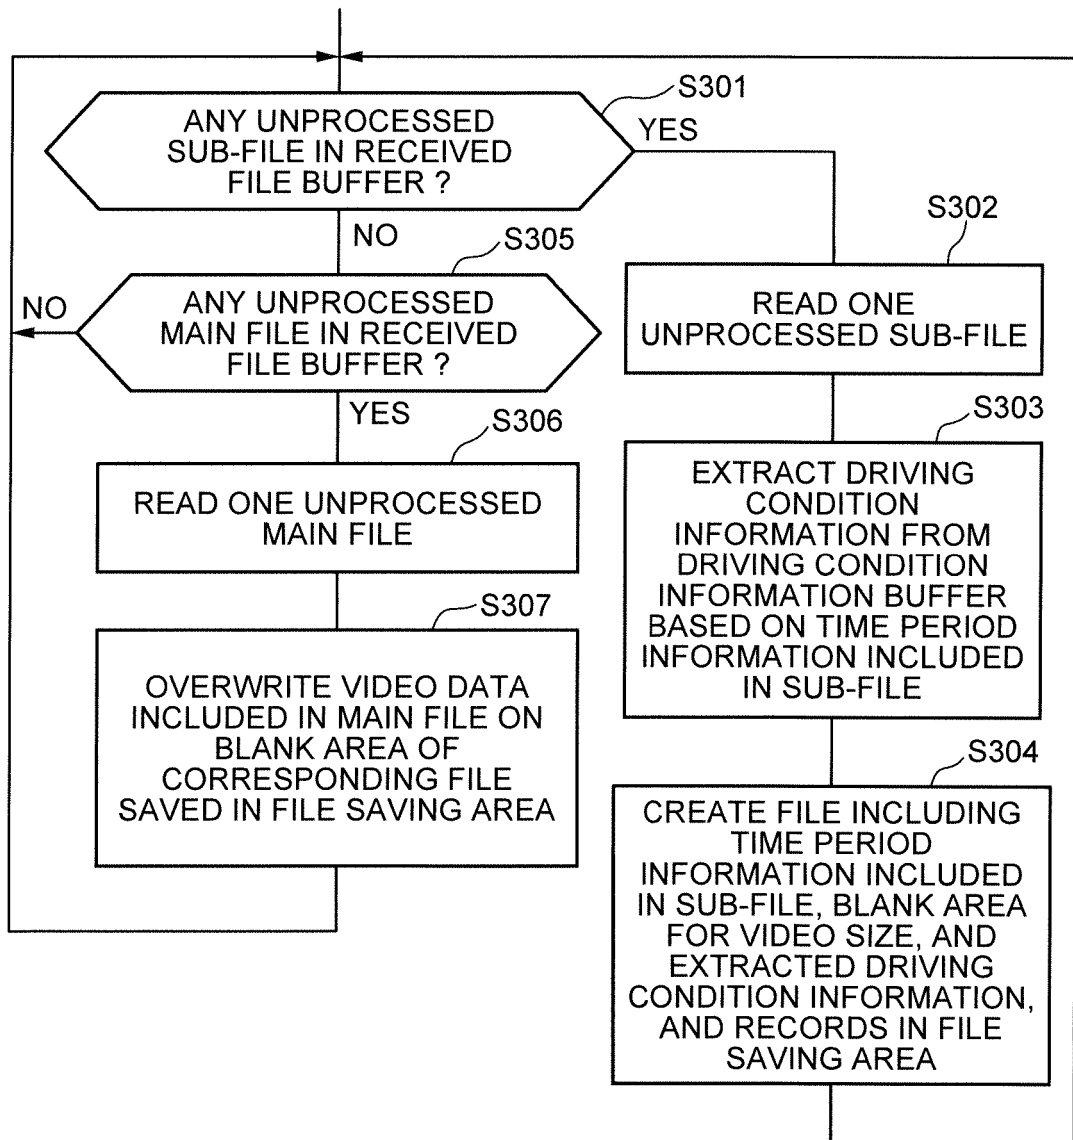 S301
ANY UNPROCESSED
SUB-FILE IN RECEIVED
FILE BUFFER ?
YES
NO
S302
READ ONE
UNPROCESSED SUB-FILE
S305
ANY UNPROCESSED
MAIN FILE IN RECEIVED
FILE BUFFER ?
NO
YES
S303
EXTRACT DRIVING
CONDITION
INFORMATION FROM
DRIVING CONDITION
INFORMATION BUFFER
BASED ON TIME PERIOD
INFORMATION INCLUDED
IN SUB-FILE
S306
READ ONE UNPROCESSED
MAIN FILE
S307
OVERWRITE VIDEO DATA
INCLUDED IN MAIN FILE ON
BLANK AREA OF
CORRESPONDING FILE
SAVED IN FILE SAVING AREA
S304
CREATE FILE INCLUDING
TIME PERIOD
INFORMATION INCLUDED
IN SUB-FILE, BLANK AREA
FOR VIDEO SIZE, AND
EXTRACTED DRIVING
CONDITION INFORMATION,
AND RECORDS IN FILE
SAVING AREA